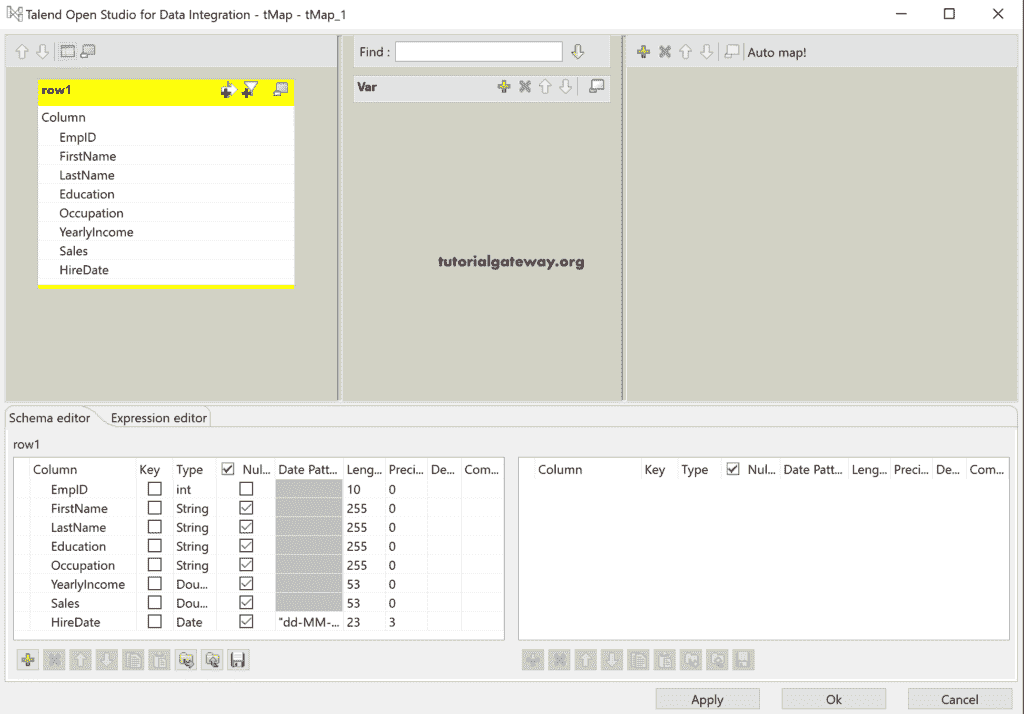 Talend Open Studio for Data Integration - tMap - tMap_1
Find :
Auto map!
row1
Var
Column
EmpID
FirstName
LastName
Education
Occupation
YearlyIncome
Sales
HireDate
tutorialgateway.org
Schema editor Expression editor
row1
Column Key Type Nul... Date Patt... Leng... Preci... De... Com...
EmpID int 10 0
FirstName String 255 0
LastName String 255 0
Education String 255 0
Occupation String 255 0
YearlyIncome Dou... 53 0
Sales Dou... 53 0
HireDate Date "dd-MM-... 23 3
Column Key Type Nul... Date Patt... Leng... Preci... De... Com...
Apply Ok Cancel